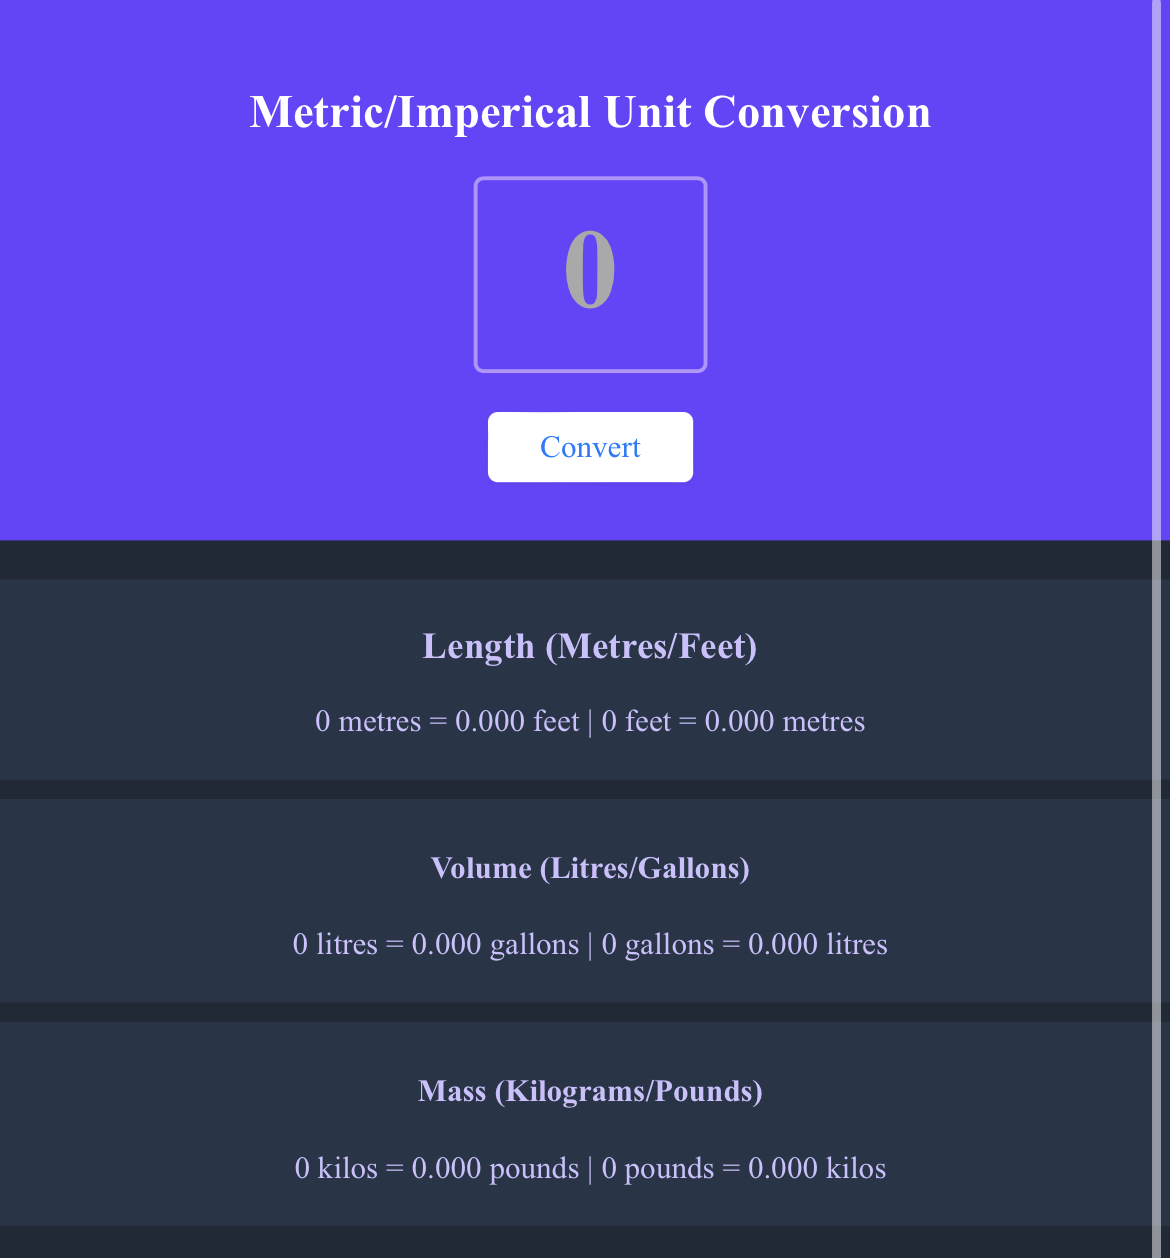 Metric/Imperical Unit Conversion
0
Convert
Length (Metres/Feet)
0 metres = 0.000 feet | 0 feet = 0.000 metres
Volume (Litres/Gallons)
0 litres = 0.000 gallons | 0 gallons = 0.000 litres
Mass (Kilograms/Pounds)
0 kilos = 0.000 pounds | 0 pounds = 0.000 kilos